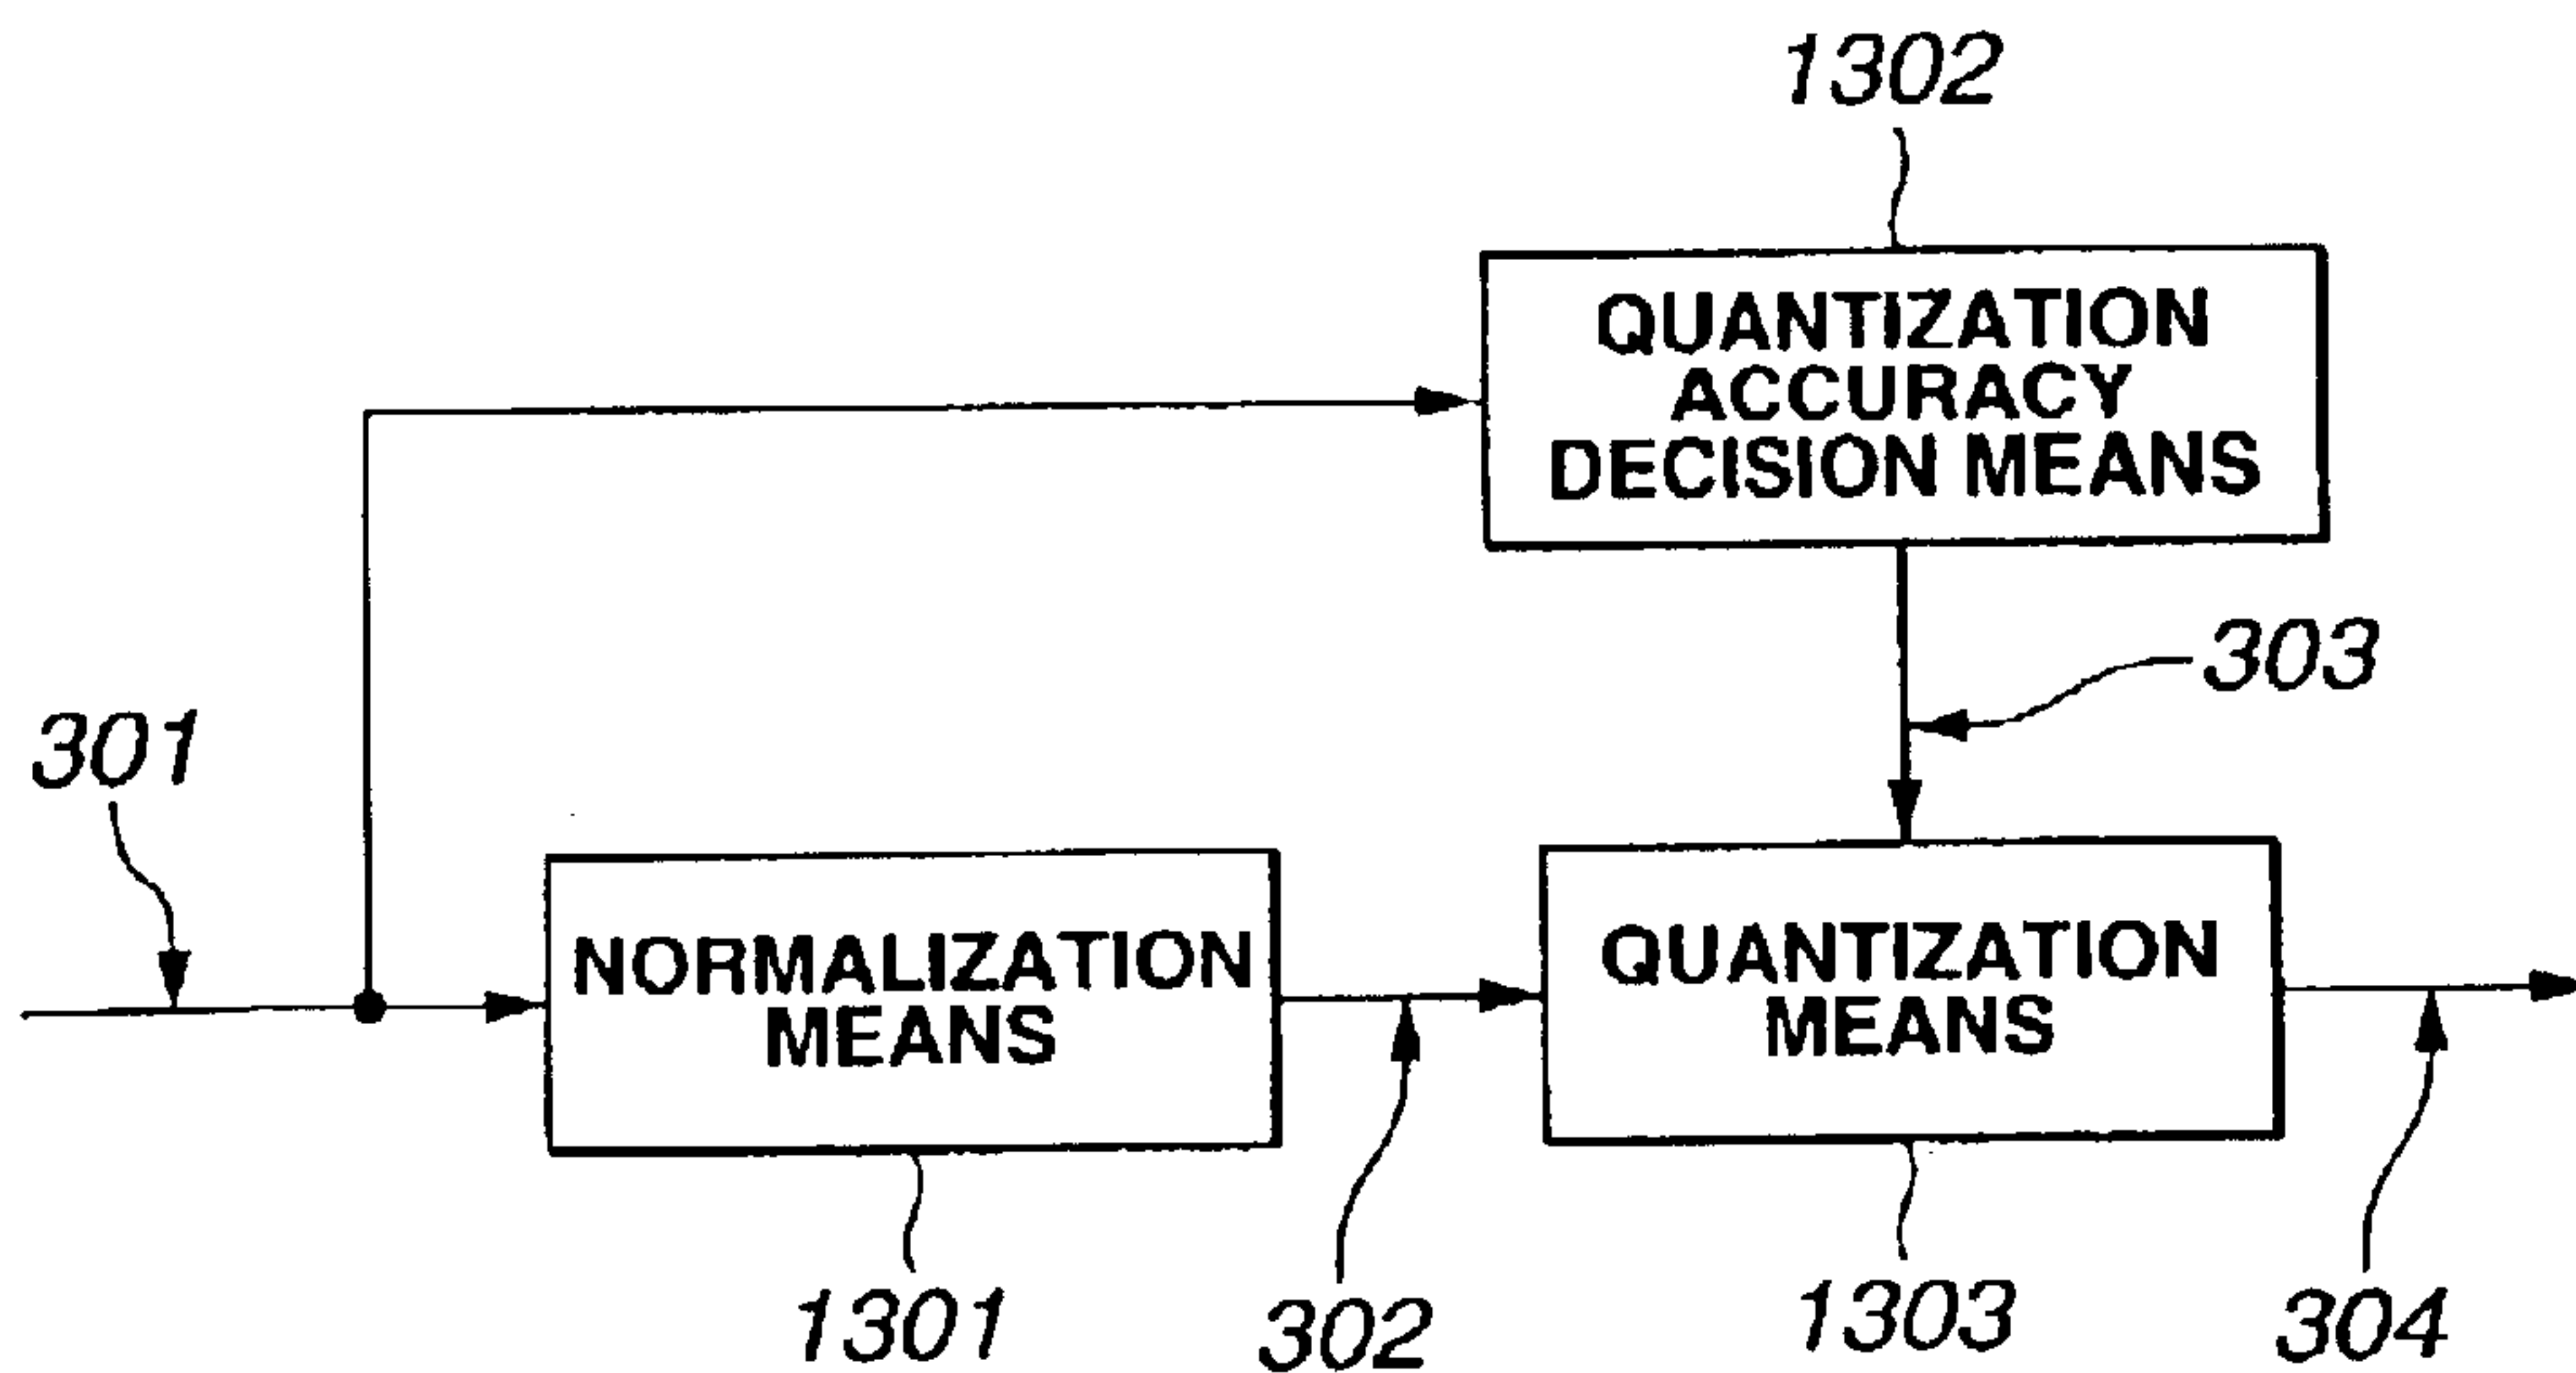 1302
QUANTIZATION
ACCURACY
DECISION MEANS
303
301
NORMALIZATION
MEANS
QUANTIZATION
MEANS
1301
302
1303
304